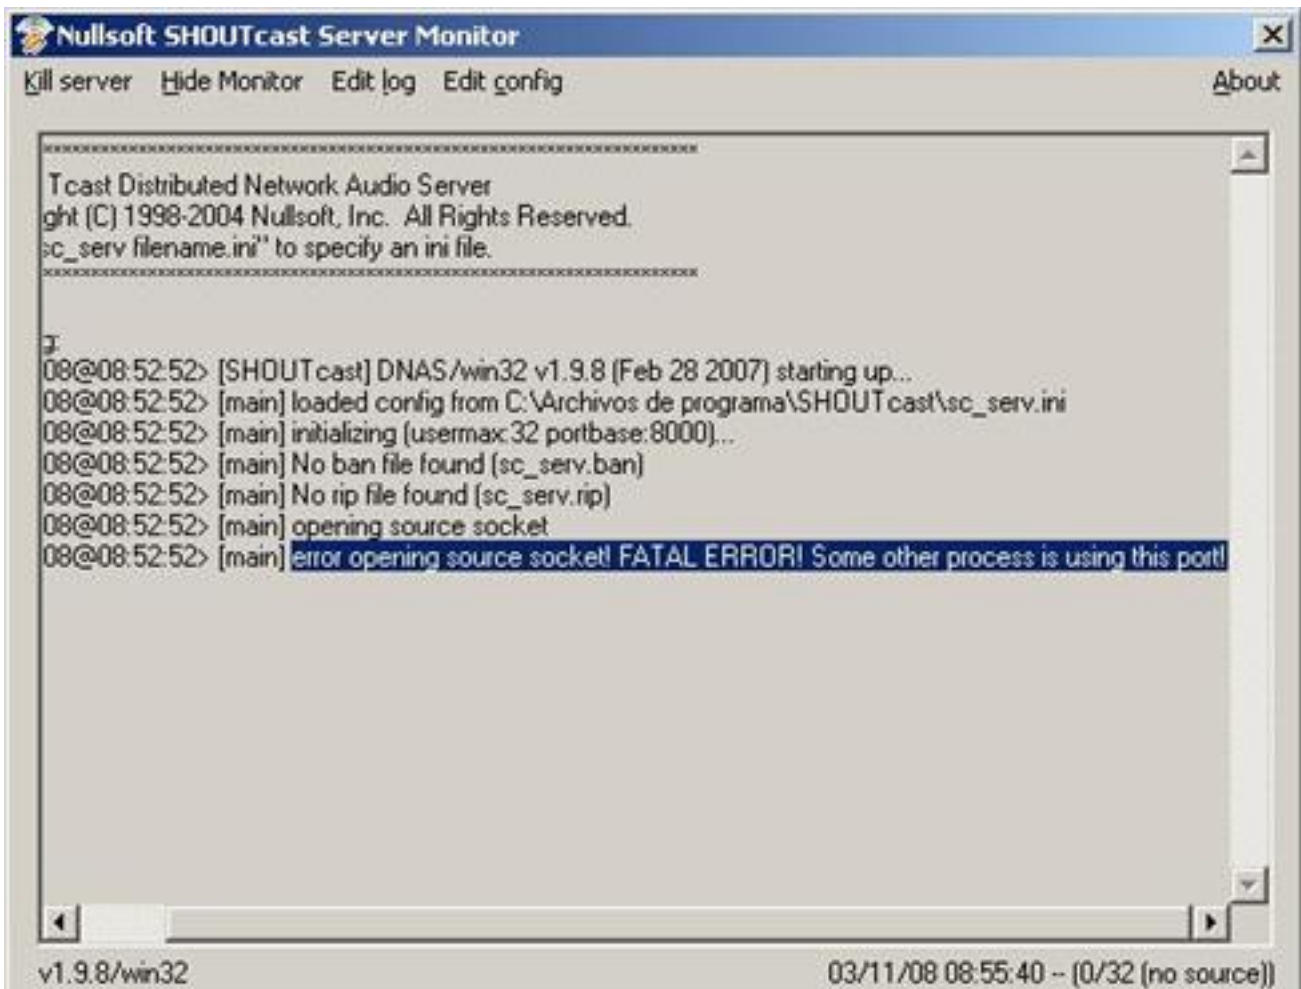 Nullsoft SHOUTcast Server Monitor
Kill server Hide Monitor Edit log Edit config About
Tcast Distributed Network Audio Server
ght (C) 1998-2004 Nullsoft, Inc. All Rights Reserved.
sc_serv filename.ini" to specify an ini file.
g:
08@08:52:52> [SHOUTcast] DNAS/win32 v1.9.8 (Feb 28 2007) starting up...
08@08:52:52> [main] loaded config from C:\Archivos de programa\SHOUTcast\sc_serv.ini
08@08:52:52> [main] initializing (usermax:32 portbase:8000)...
08@08:52:52> [main] No ban file found (sc_serv.ban)
08@08:52:52> [main] No rip file found (sc_serv.rip)
08@08:52:52> [main] opening source socket
08@08:52:52> [main] error opening source socket! FATAL ERROR! Some other process is using this port!
v1.9.8/win32 03/11/08 08:55:40 -- (0/32 (no source))